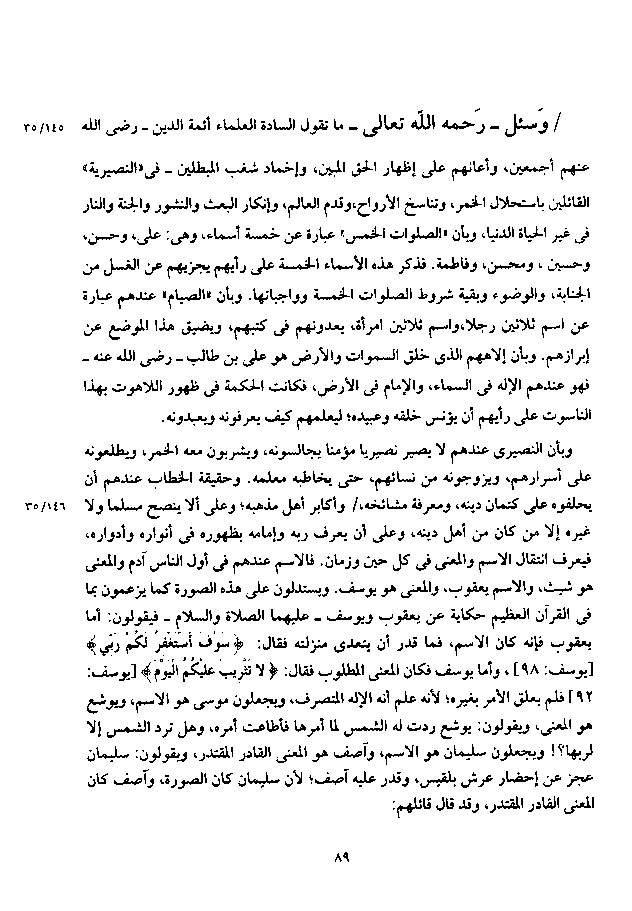 / وَسئل ــ رَحمه اللَّه تعالى ــ ما تقول السادة العلماء أئمة الدين ــ رضى الله ٣٥/١٤٥
عنهم أجمعين، وأعانهم على إظهار الحق المبين، وإخماد شغب المبطلين ــ فى «النصيرية»
القائلين باستحلال الخمر، وتناسخ الأرواح،وقدم العالم، وإنكار البعث والنشور والجنة والنار
فى غير الحياة الدنيا، وبأن «الصلوات الخمس» عبارة عن خمسة أسماء، وهى: على، وحسن،
وحسين ، ومحسن، وفاطمة. فذكر هذه الأسماء الخمسة على رأيهم يجزيهم عن الغسل من
الجنابة، والوضوء وبقية شروط الصلوات الخمسة وواجباتها. وبأن «الصيام» عندهم عبارة
عن اسم ثلاثين رجلا،واسم ثلاثين امرأة، يعدونهم فى كتبهم، ويضيق هذا الموضع عن
إبرازهم. وبأن إلاههم الذى خلق السموات والأرض هو على بن طالب ــ رضى الله عنه ــ
فهو عندهم الإله فى السماء، والإمام فى الأرض، فكانت الحكمة فى ظهور اللاهوت بهذا
الناسوت على رأيهم أن يؤنس خلقه وعبيده؛ ليعلمهم كيف يعرفونه ويعبدونه.
وبأن النصيرى عندهم لا يصير نصيريا مؤمنا يجالسونه، ويشربون معه الخمر، ويطلعونه
على أسرارهم، ويزوجونه من نسائهم، حتى يخاطبه معلمه. وحقيقة الخطاب عندهم أن
يحلفوه على كتمان دينه، ومعرفة مشائخه،/ وأكابر أهل مذهبه؛ وعلى ألا ينصح مسلما ولا ٣٥/١٤٦
غيره إلا من كان من أهل دينه، وعلى أن يعرف ربه وإمامه بظهوره فى أنواره وأدواره،
فيعرف انتقال الاسم والمعنى فى كل حين وزمان. فالاسم عندهم فى أول الناس آدم والمعنى
هو شيث، والاسم يعقوب، والمعنى هو يوسف. ويستدلون على هذه الصورة كما يزعمون بما
فى القرآن العظيم حكاية عن يعقوب ويوسف ــ عليهما الصلاة والسلام ــ فيقولون: أما
يعقوب فإنه كان الاسم، فما قدر أن يتعدى منزلته فقال: ﴿ سَوْفَ أَسْتَغْفِرُ لَكُمْ رَبِّي ﴾
[يوسف: ٩٨] ، وأما يوسف فكان المعنى المطلوب فقال: ﴿ لا تَثْرِيبَ عَلَيْكُمُ الْيَوْمَ ﴾ [يوسف:
٩٢] فلم يعلق الأمر بغيره؛ لأنه علم أنه الإله المتصرف، ويجعلون موسى هو الاسم، ويوشع
هو المعنى، ويقولون: يوشع ردت له الشمس لما أمرها فأطاعت أمره، وهل ترد الشمس إلا
لربها؟! ويجعلون سليمان هو الاسم، وآصف هو المعنى القادر المقتدر، ويقولون: سليمان
عجز عن إحضار عرش بلقيس، وقدر عليه آصف؛ لأن سليمان كان الصورة، وآصف كان
المعنى القادر المقتدر، وقد قال قائلهم:
٨٩